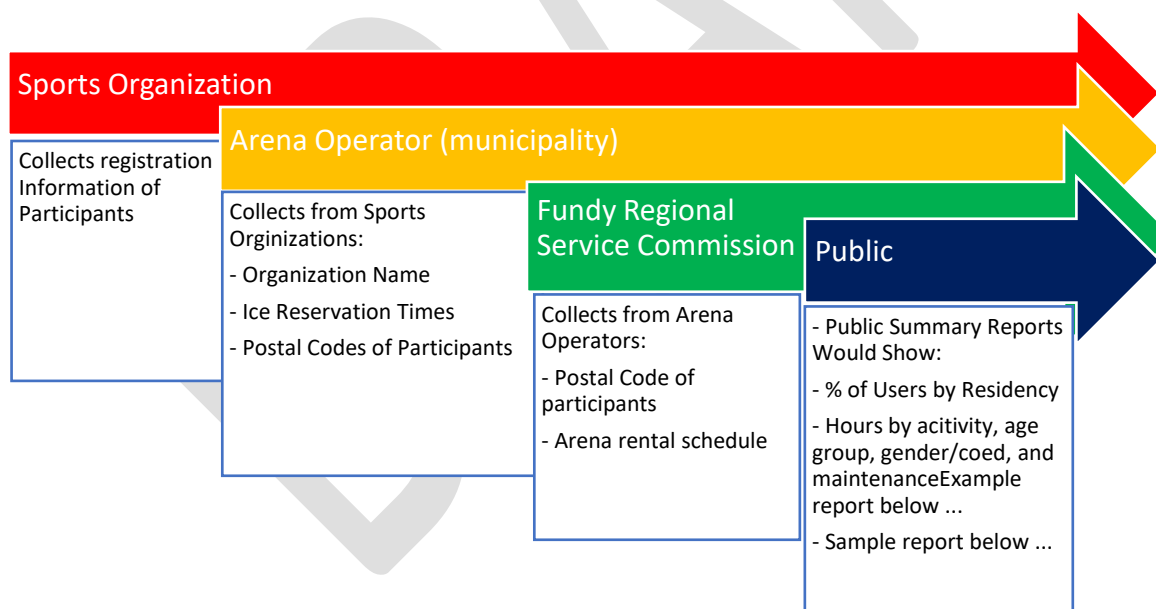 Sports Organization
Collects registration
Information of
Participants
Arena Operator (municipality)
Collects from Sports
Orginizations:
- Organization Name
- Ice Reservation Times
- Postal Codes of Participants
Fundy Regional
Service Commission
Collects from Arena
Operators:
- Postal Code of
participants
- Arena rental schedule
Public
- Public Summary Reports
Would Show:
- % of Users by Residency
- Hours by acitivity, age
group, gender/coed, and
maintenanceExample
report below ...
- Sample report below ...